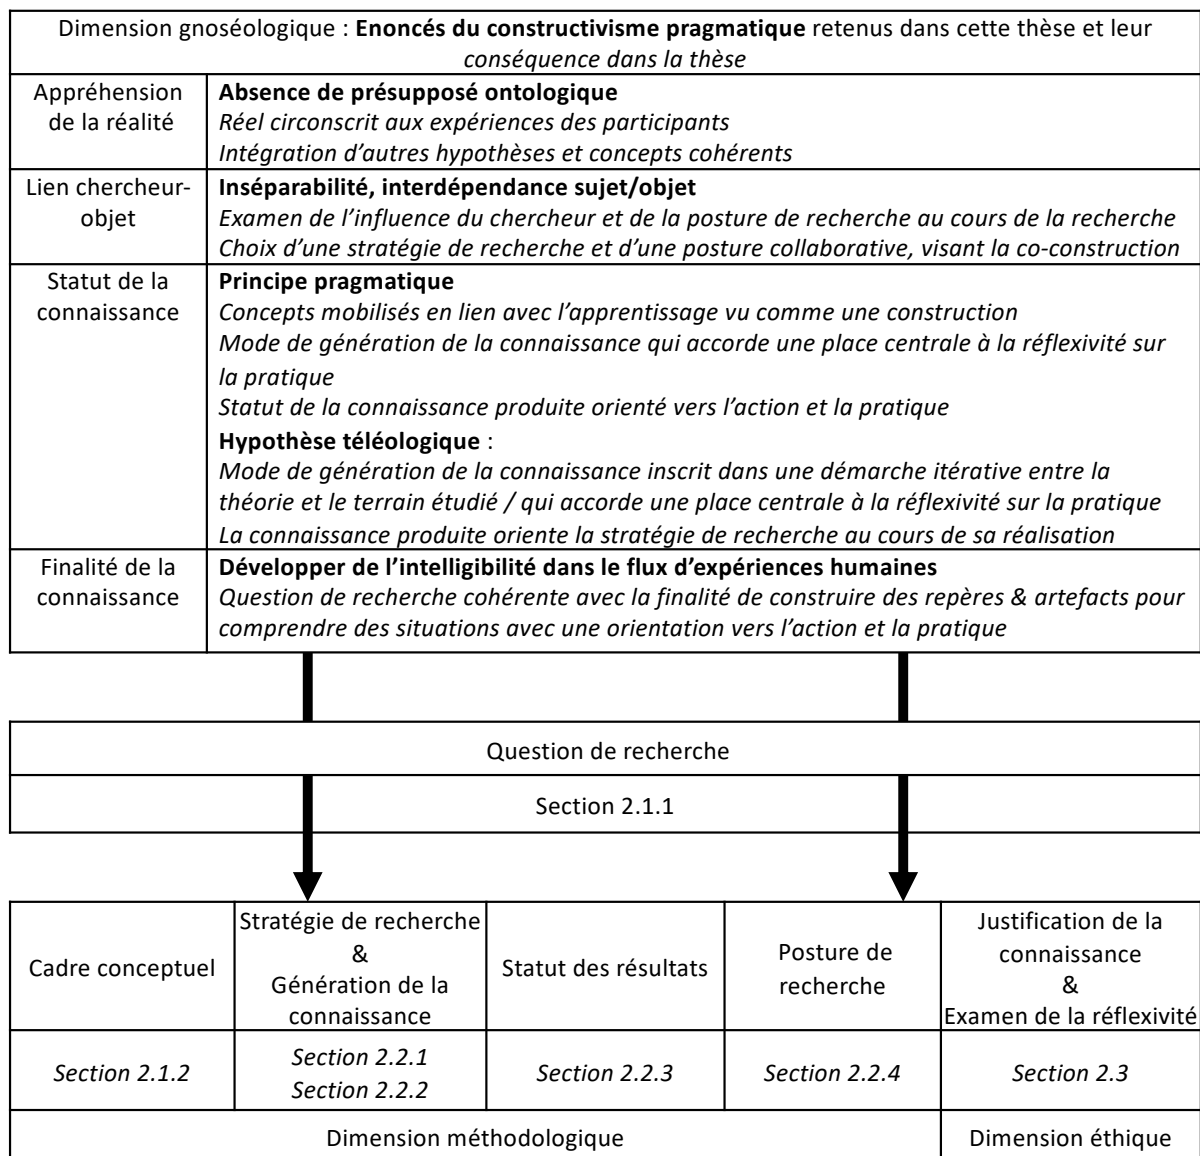 Dimension gnoséologique : Enoncés du constructivisme pragmatique retenus dans cette thèse et leur
conséquence dans la thèse
Appréhension
de la réalité
Absence de présupposé ontologique
Réel circonscrit aux expériences des participants
Intégration d’autres hypothèses et concepts cohérents
Lien chercheur-
objet
Inséparabilité, interdépendance sujet/objet
Examen de l’influence du chercheur et de la posture de recherche au cours de la recherche
Choix d’une stratégie de recherche et d’une posture collaborative, visant la co-construction
Statut de la
connaissance
Principe pragmatique
Concepts mobilisés en lien avec l’apprentissage vu comme une construction
Mode de génération de la connaissance qui accorde une place centrale à la réflexivité sur
la pratique
Statut de la connaissance produite orienté vers l’action et la pratique
Hypothèse téléologique :
Mode de génération de la connaissance inscrit dans une démarche itérative entre la
théorie et le terrain étudié / qui accorde une place centrale à la réflexivité sur la pratique
La connaissance produite oriente la stratégie de recherche au cours de sa réalisation
Finalité de la
connaissance
Développer de l’intelligibilité dans le flux d’expériences humaines
Question de recherche cohérente avec la finalité de construire des repères & artefacts pour
comprendre des situations avec une orientation vers l’action et la pratique
Question de recherche
Section 2.1.1
Cadre conceptuel
Stratégie de recherche
&
Génération de la
connaissance
Statut des résultats
Posture de
recherche
Justification de la
connaissance
&
Examen de la réflexivité
Section 2.1.2
Section 2.2.1
Section 2.2.2
Section 2.2.3
Section 2.2.4
Section 2.3
Dimension méthodologique
Dimension éthique